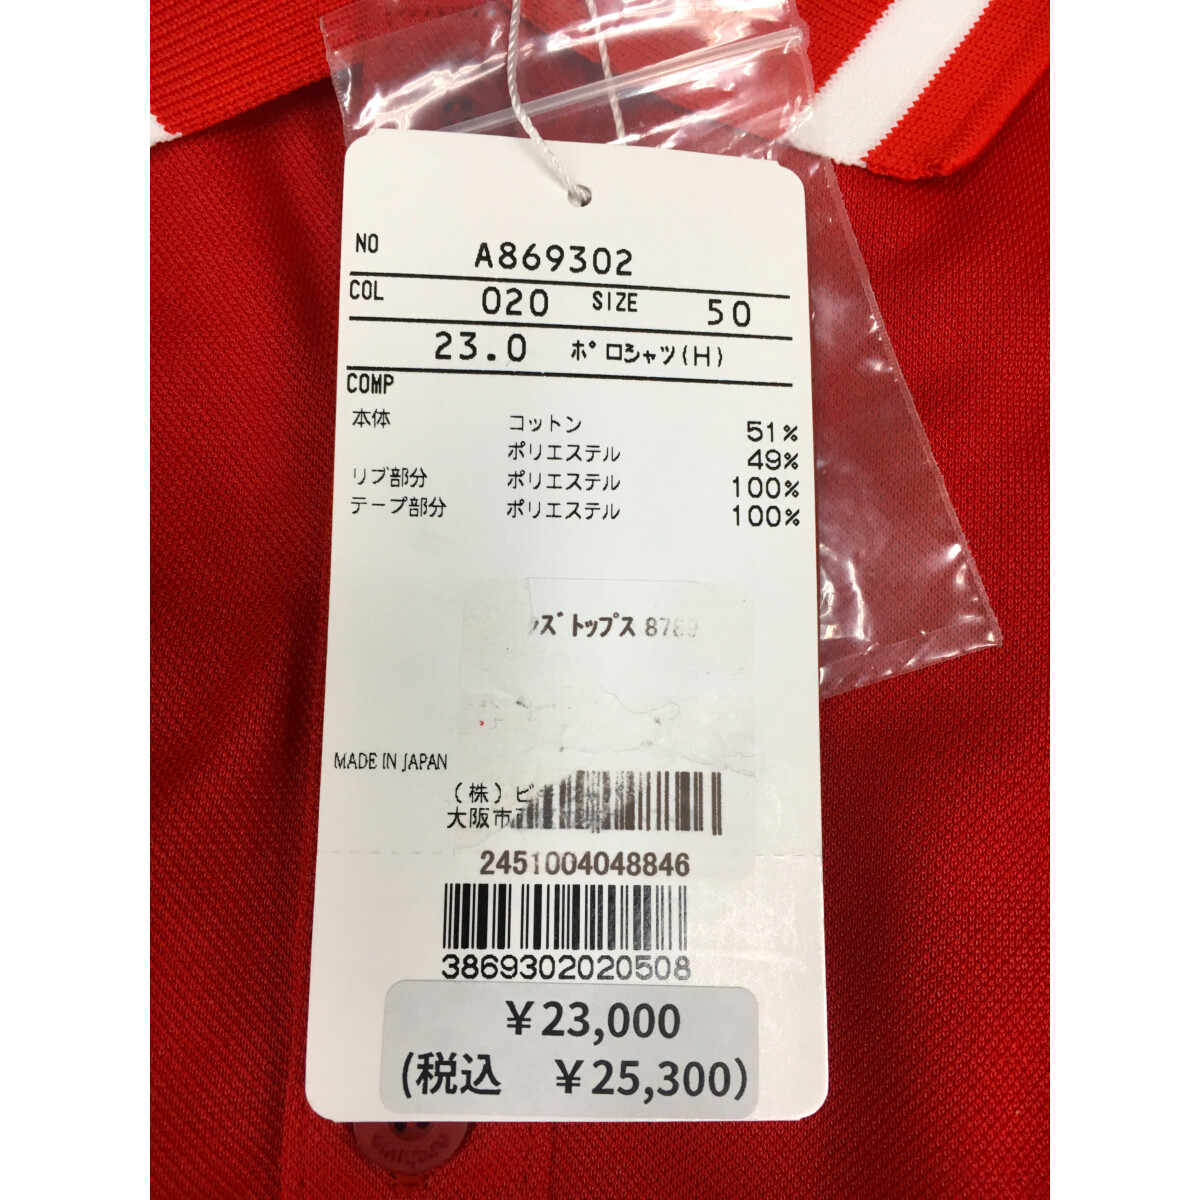 NO A869302
COL 020 SIZE 50
23.0 ポロシャツ(H)
COMP
本体 コットン 51%
ポリエステル 49%
リブ部分 ポリエステル 100%
テープ部分 ポリエステル 100%
ズトップス 878
MADE IN JAPAN
(株)ビ
大阪市
2451004048846
3869302020508
￥23,000
(税込 ￥25,300)